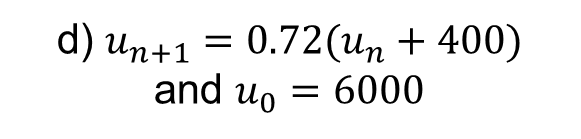 d) uₙ₊₁ = 0.72(uₙ + 400)
and u₀ = 6000